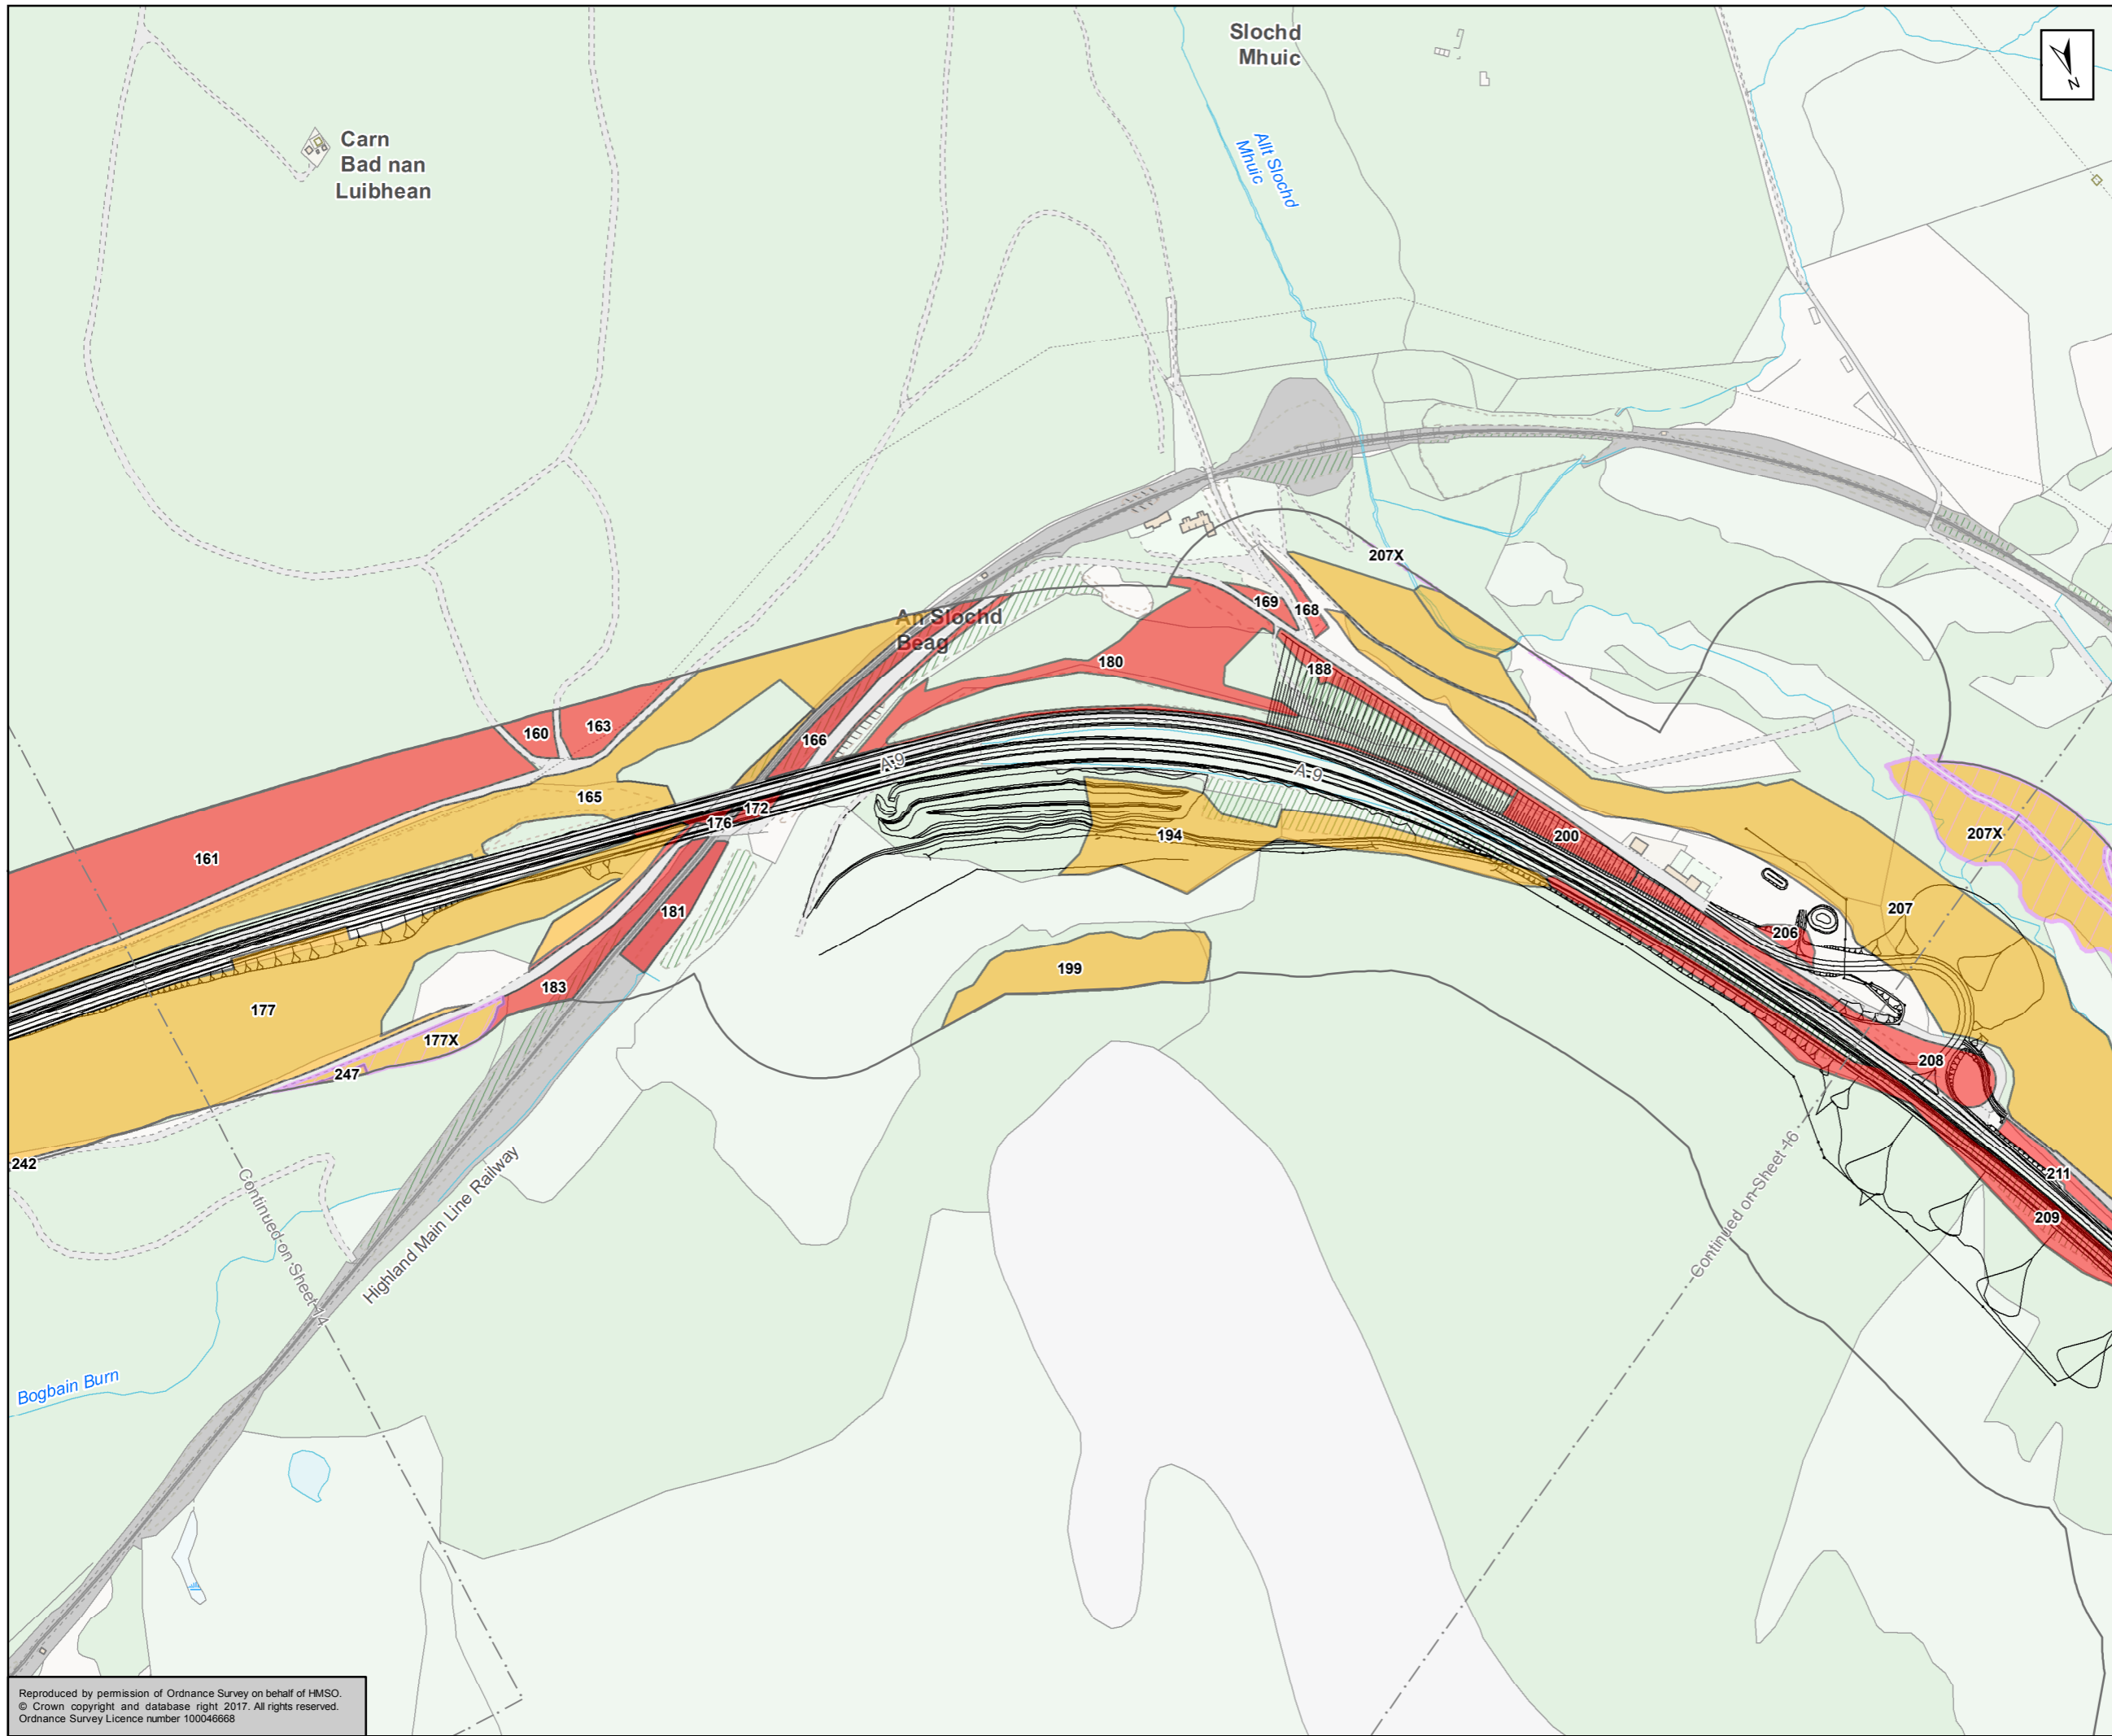 Slochd
Mhuic
N
Carn
Bad nan
Luibhean
Allt Slochd
Mhuic
207X
169
168
An Slochd
Beag
180
188
160
163
166
A 9
A 9
165
172
176
194
200
161
207X
181
207
206
199
183
177
177X
247
208
242
Continued on Sheet 14
Highland Main Line Railway
Continued on Sheet 16
211
209
Bogbain Burn
Reproduced by permission of Ordnance Survey on behalf of HMSO.
© Crown copyright and database right 2017. All rights reserved.
Ordnance Survey Licence number 100046668